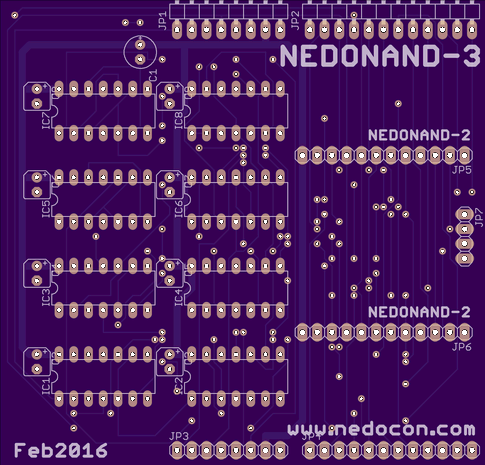 JP1
JP2
NEDONAND-3
C1
IC7
IC8
NEDONAND-2
JP5
IC5
IC6
JP7
IC3
IC4
NEDONAND-2
JP6
IC1
IC2
www.nedocon.com
JP3
JP4
Feb2016